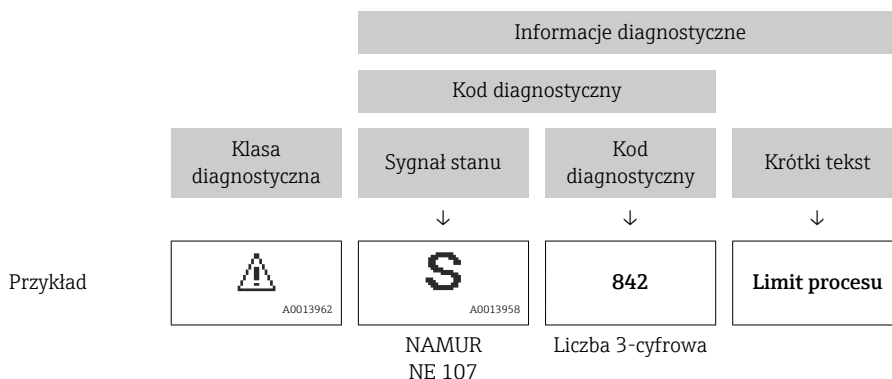 Informacje diagnostyczne
Kod diagnostyczny
Klasa
diagnostyczna
Sygnał stanu
Kod
diagnostyczny
Krótki tekst
↓ ↓ ↓
Przykład
A0013962
S
A0013958
842
Limit procesu
NAMUR
NE 107
Liczba 3-cyfrowa